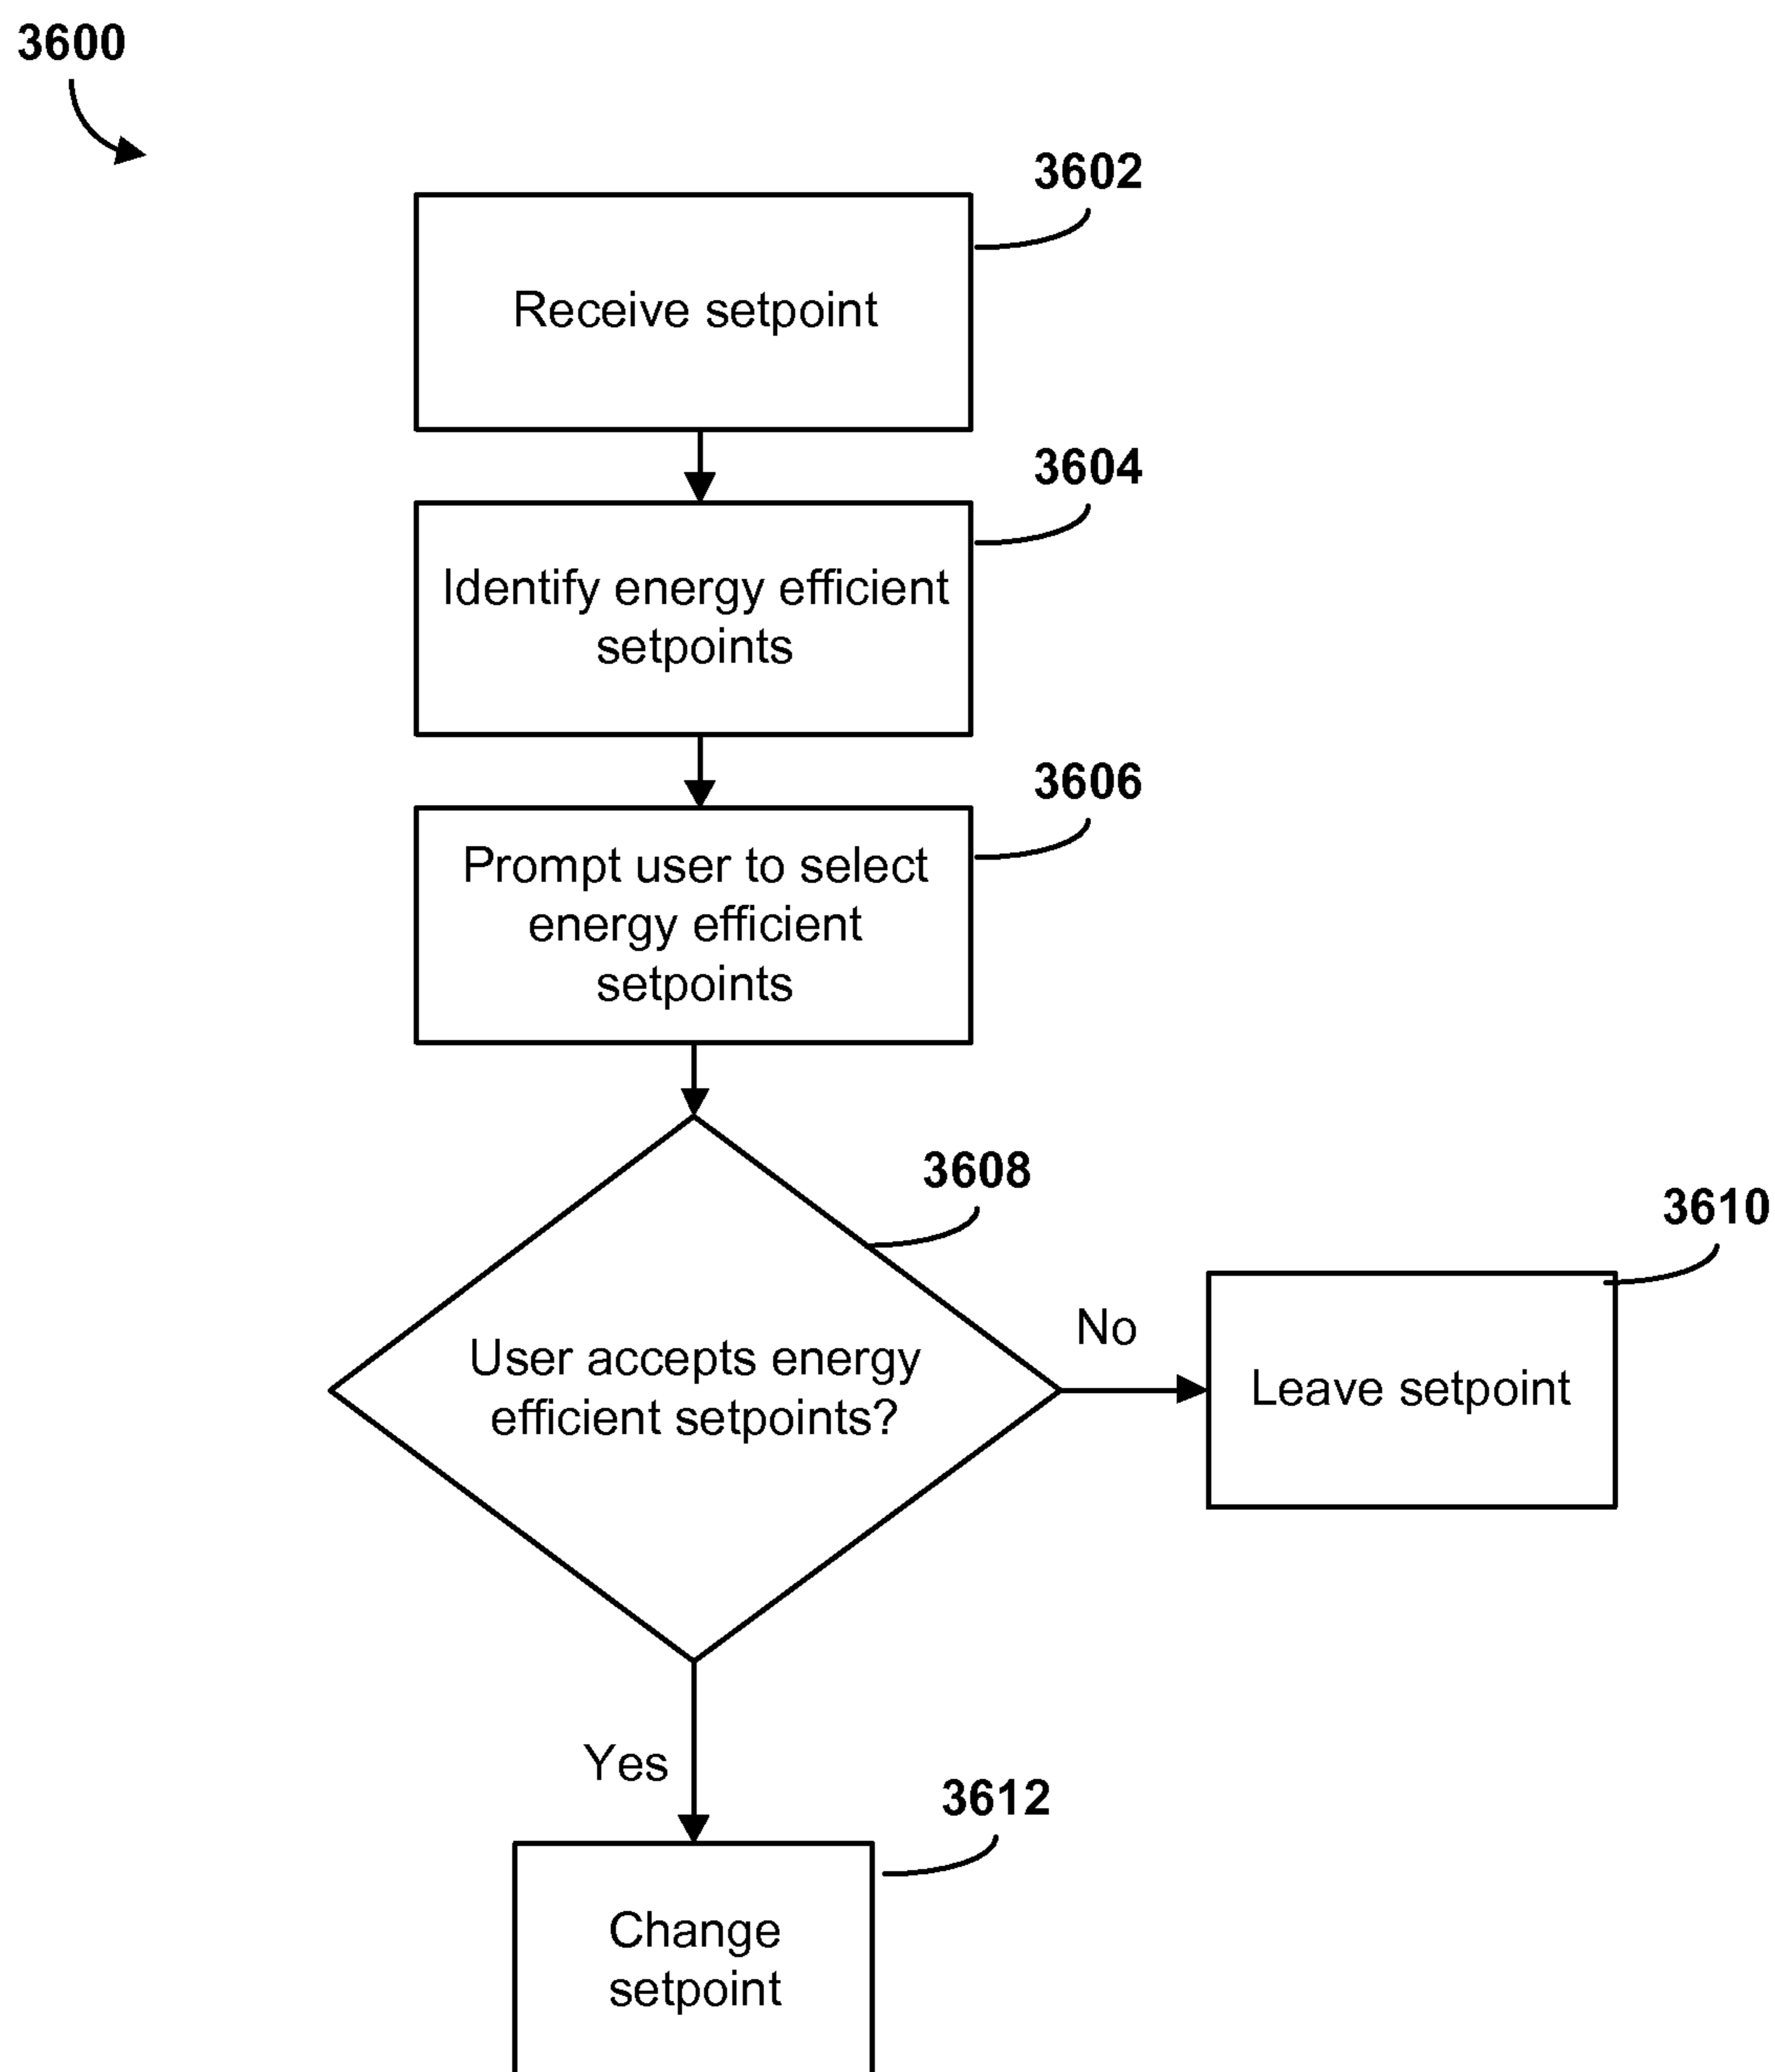 3600
3602
Receive setpoint
3604
Identify energy efficient
setpoints
3606
Prompt user to select
energy efficient
setpoints
3608
User accepts energy
efficient setpoints?
No
3610
Leave setpoint
Yes
3612
Change
setpoint